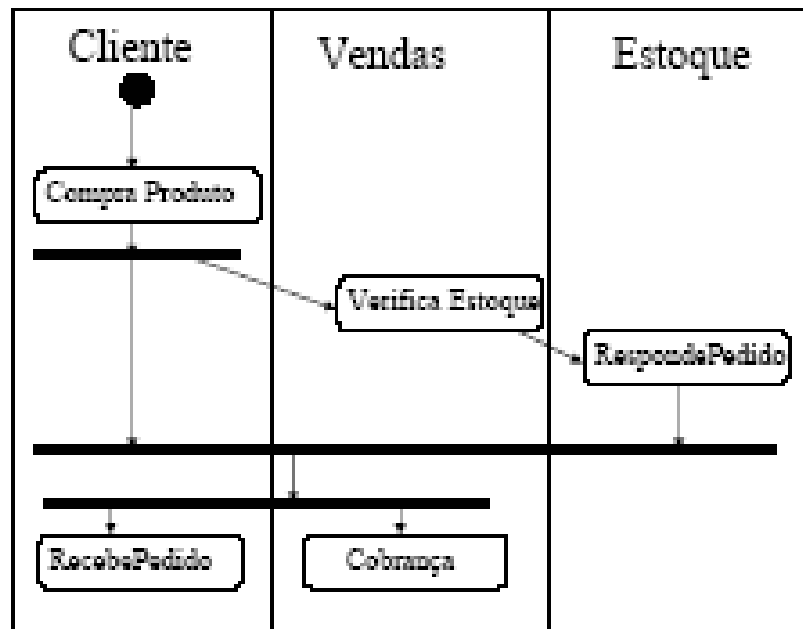 Cliente
Vendas
Estoque
Compra Produto
Verifica Estoque
RespondePedido
RecebePedido
Cobrança